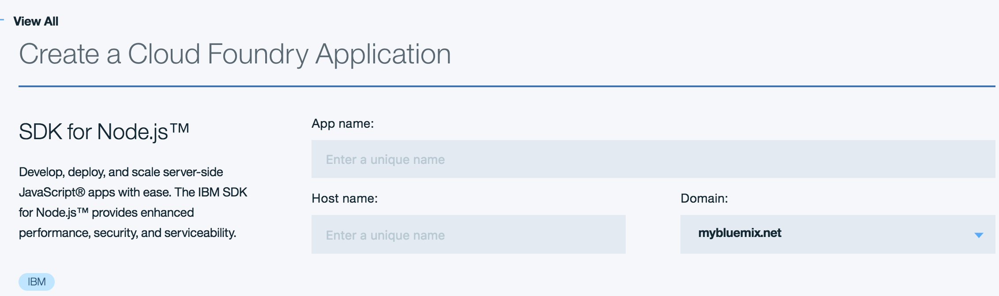 View All
Create a Cloud Foundry Application
SDK for Node.js™
Develop, deploy, and scale server-side
JavaScript® apps with ease. The IBM SDK
for Node.js™ provides enhanced
performance, security, and serviceability.
IBM
App name:
Enter a unique name
Host name:
Enter a unique name
Domain:
mybluemix.net